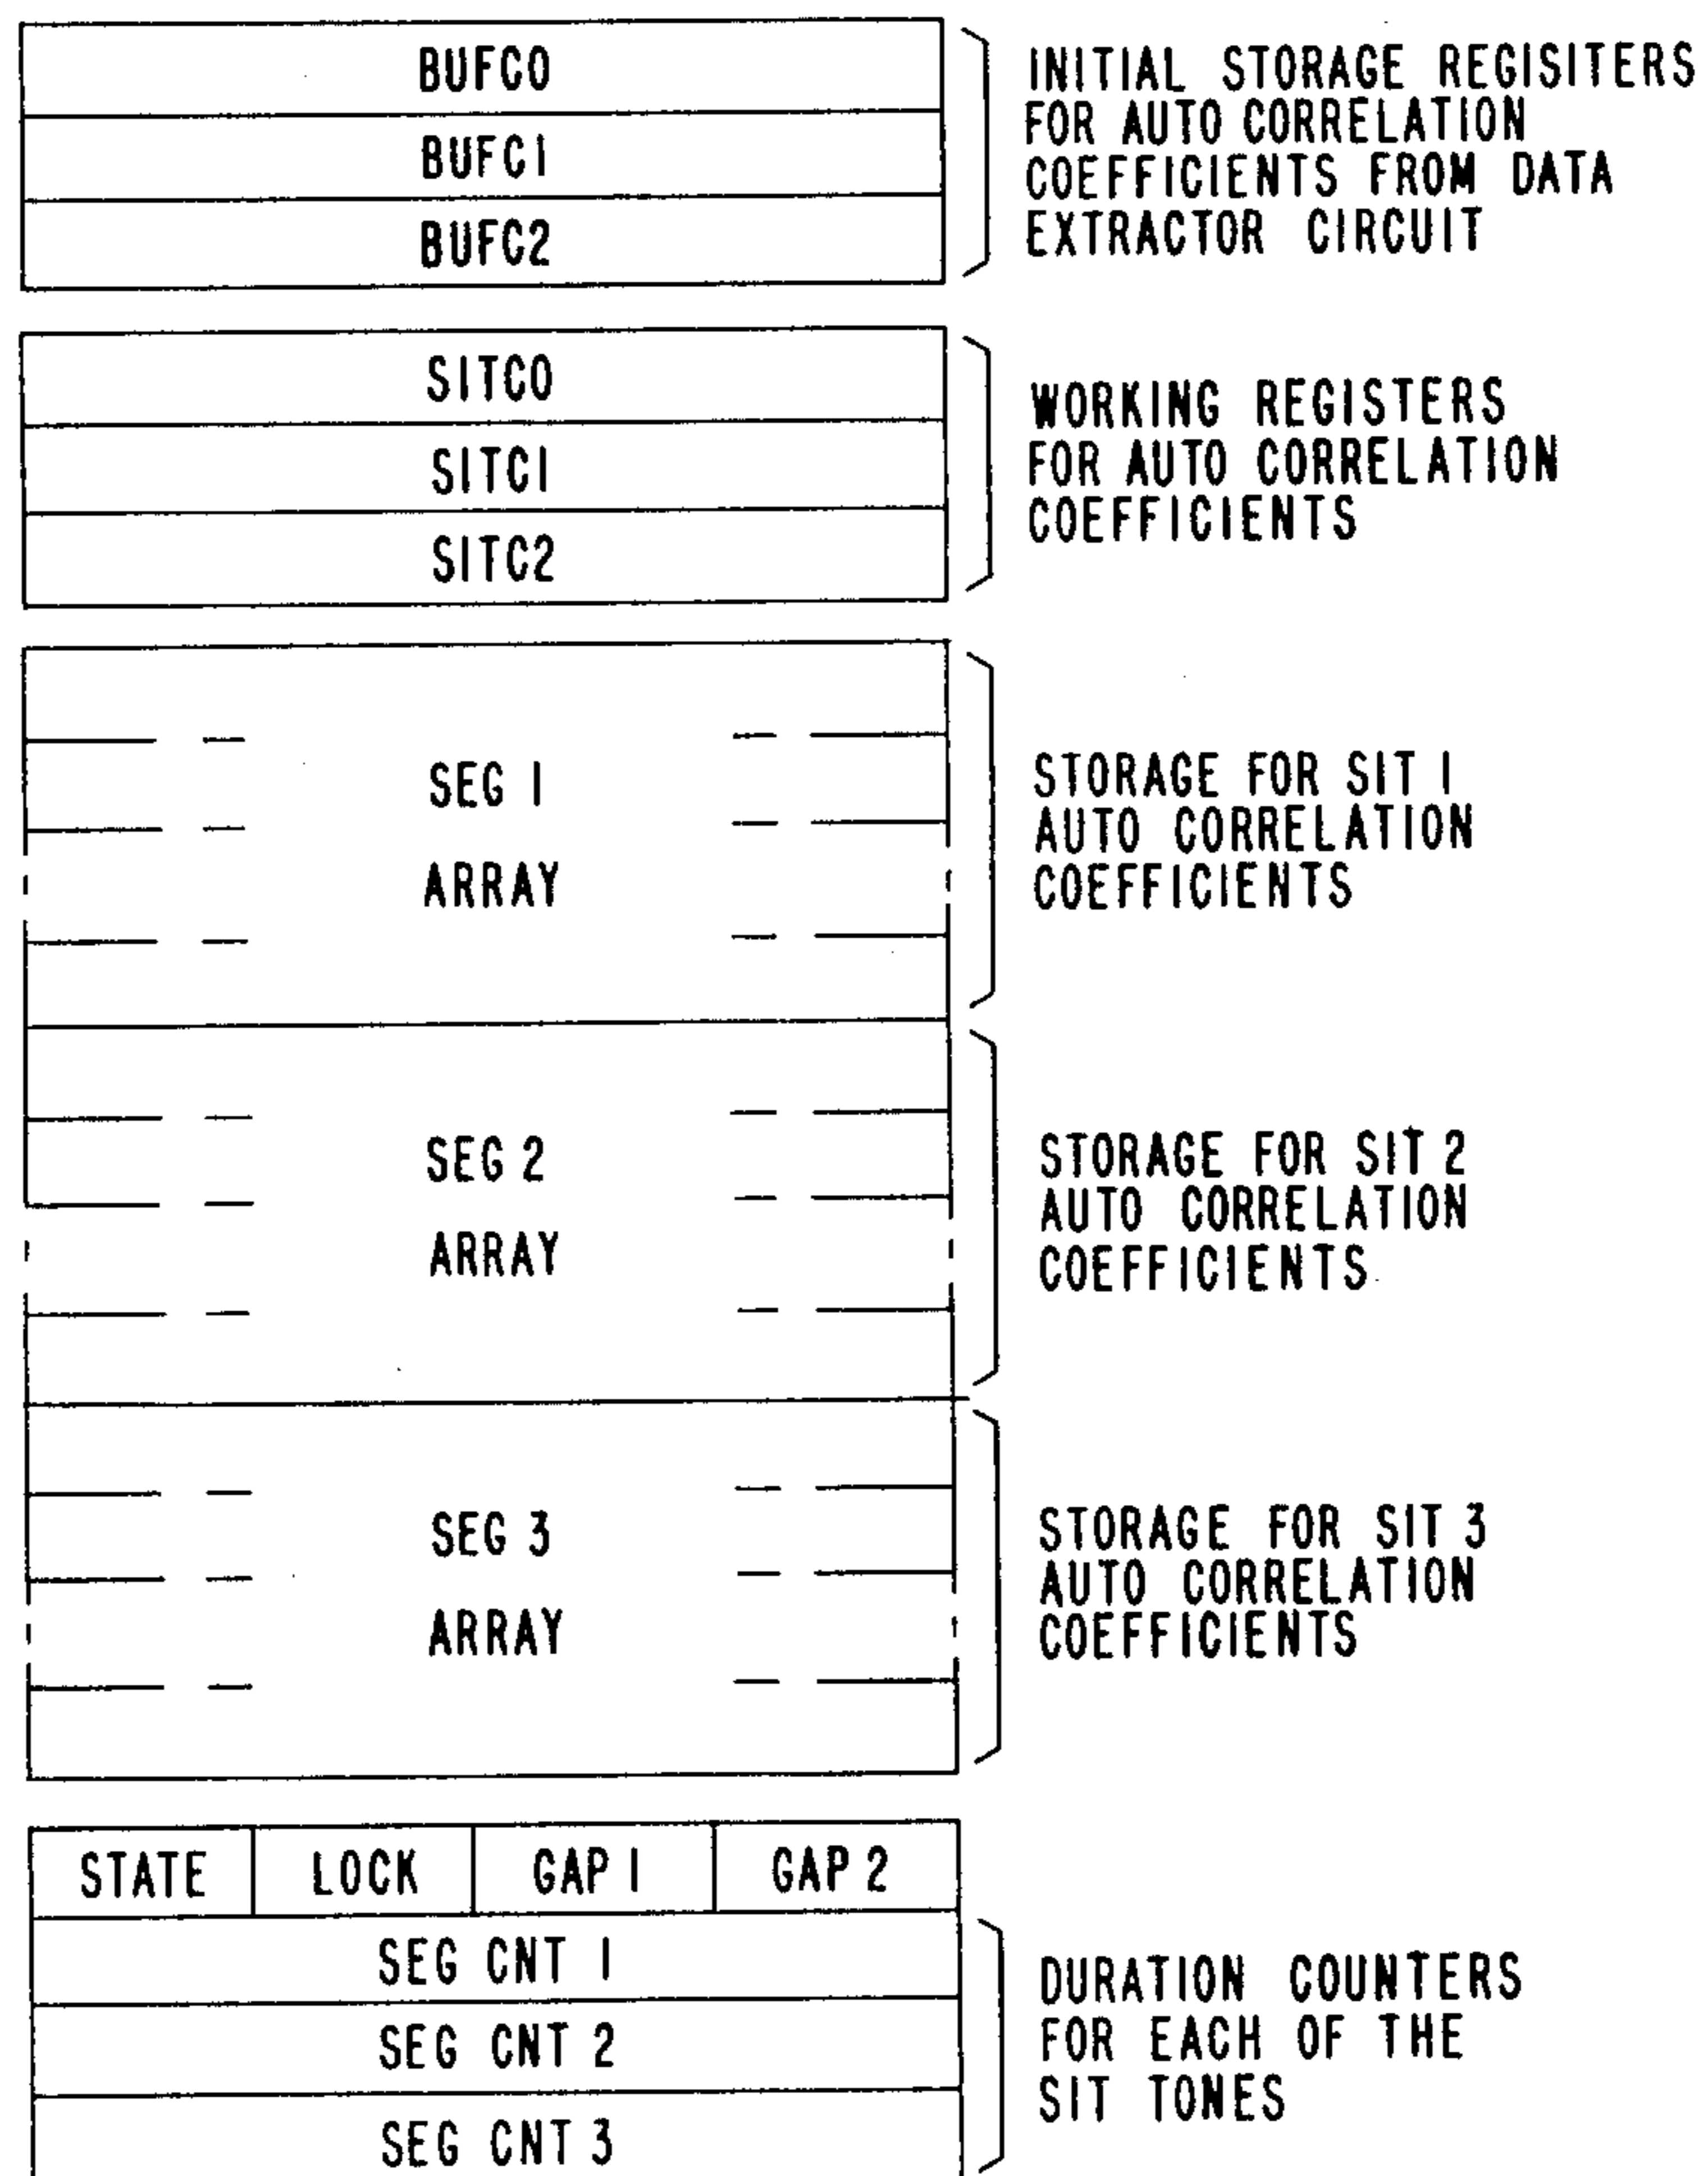 BUFC0
BUFC1
BUFC2
INITIAL STORAGE REGISITERS
FOR AUTO CORRELATION
COEFFICIENTS FROM DATA
EXTRACTOR CIRCUIT
SITC0
SITC1
SITC2
WORKING REGISTERS
FOR AUTO CORRELATION
COEFFICIENTS
SEG 1
ARRAY
STORAGE FOR SIT 1
AUTO CORRELATION
COEFFICIENTS
SEG 2
ARRAY
STORAGE FOR SIT 2
AUTO CORRELATION
COEFFICIENTS
SEG 3
ARRAY
STORAGE FOR SIT 3
AUTO CORRELATION
COEFFICIENTS
STATE LOCK GAP 1 GAP 2
SEG CNT 1
SEG CNT 2
SEG CNT 3
DURATION COUNTERS
FOR EACH OF THE
SIT TONES